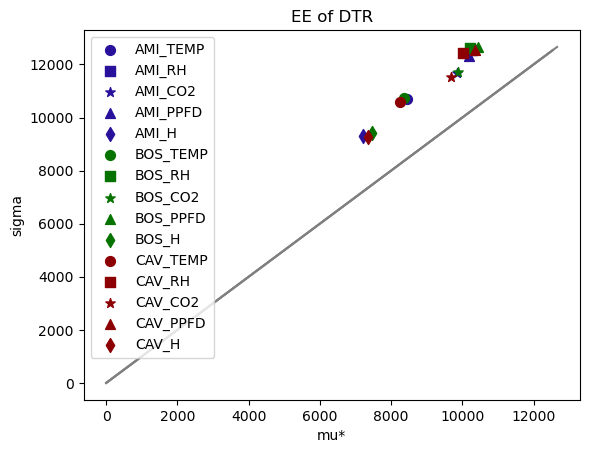 EE of DTR
sigma
12000
10000
8000
6000
4000
2000
0
AMI_TEMP
AMI_RH
AMI_CO2
AMI_PPFD
AMI_H
BOS_TEMP
BOS_RH
BOS_CO2
BOS_PPFD
BOS_H
CAV_TEMP
CAV_RH
CAV_CO2
CAV_PPFD
CAV_H
0 2000 4000 6000 8000 10000 12000
mu*